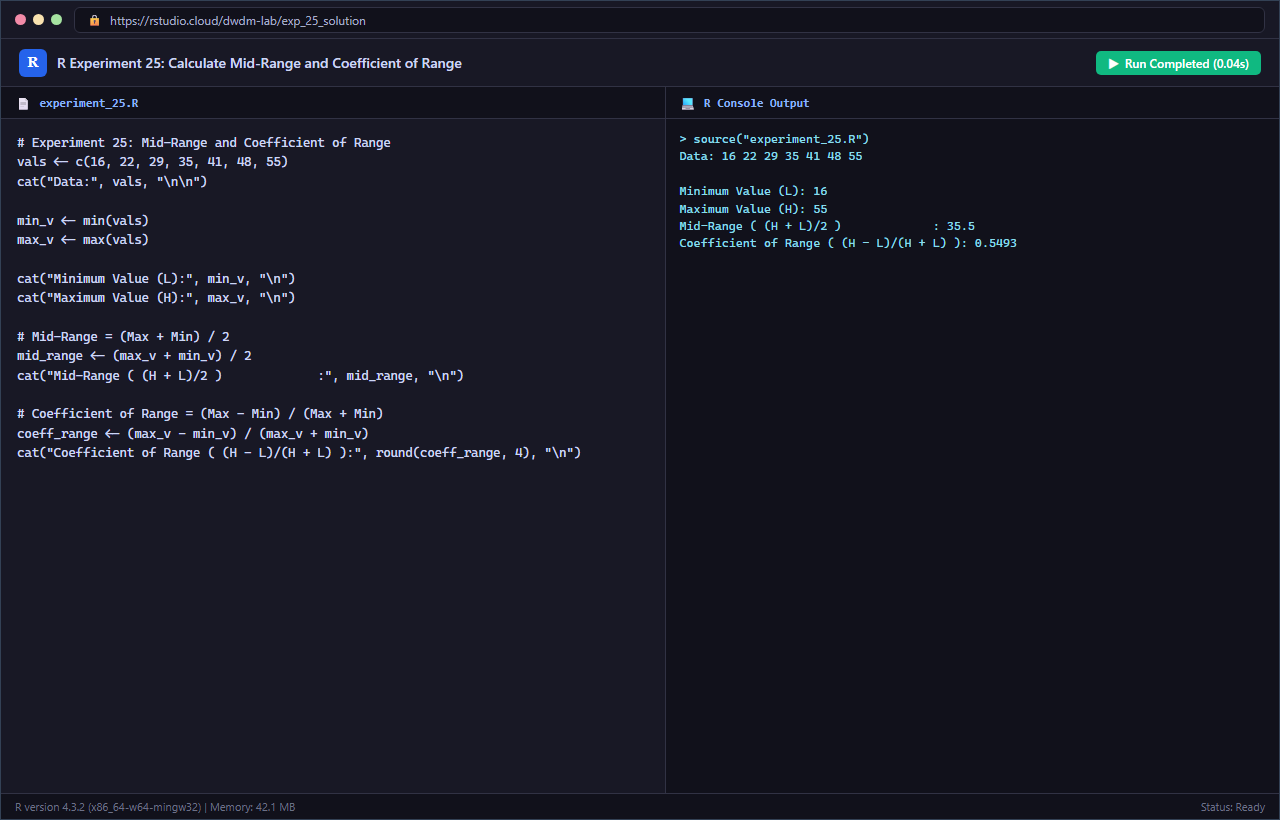 https://rstudio.cloud/dwdm-lab/exp_25_solution
R
R Experiment 25: Calculate Mid-Range and Coefficient of Range
▶ Run Completed (0.04s)
experiment_25.R
# Experiment 25: Mid-Range and Coefficient of Range
vals <- c(16, 22, 29, 35, 41, 48, 55)
cat("Data:", vals, "\n\n")
min_v <- min(vals)
max_v <- max(vals)
cat("Minimum Value (L):", min_v, "\n")
cat("Maximum Value (H):", max_v, "\n")
# Mid-Range = (Max + Min) / 2
mid_range <- (max_v + min_v) / 2
cat("Mid-Range ( (H + L)/2 )             :", mid_range, "\n")
# Coefficient of Range = (Max - Min) / (Max + Min)
coeff_range <- (max_v - min_v) / (max_v + min_v)
cat("Coefficient of Range ( (H - L)/(H + L) ):", round(coeff_range, 4), "\n")
R Console Output
> source("experiment_25.R")
Data: 16 22 29 35 41 48 55
Minimum Value (L): 16
Maximum Value (H): 55
Mid-Range ( (H + L)/2 )             : 35.5
Coefficient of Range ( (H - L)/(H + L) ): 0.5493
R version 4.3.2 (x86_64-w64-mingw32) | Memory: 42.1 MB
Status: Ready